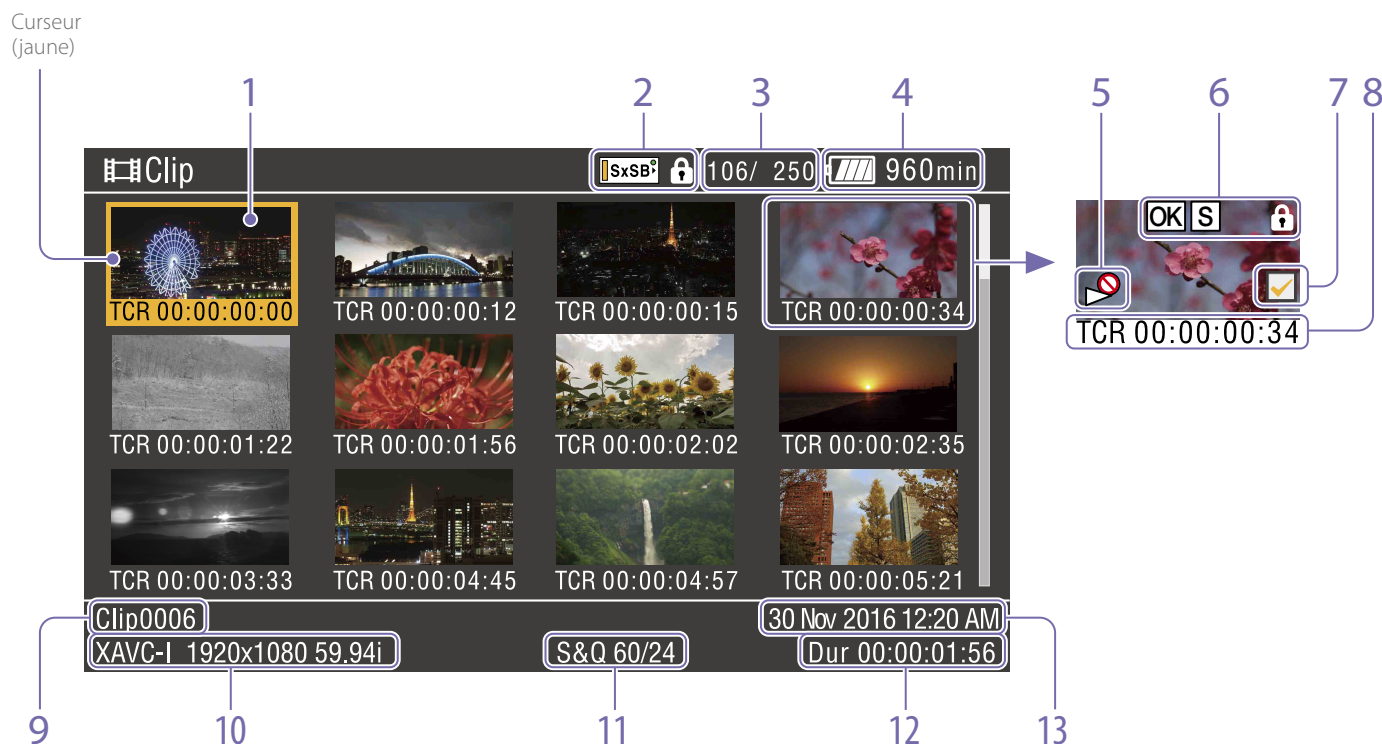 Curseur
(jaune)
1
2
3
4
5
6
7
8
Clip
SxSB
106/ 250
960min
OK S
TCR 00:00:00:00
TCR 00:00:00:12
TCR 00:00:00:15
TCR 00:00:00:34
TCR 00:00:00:34
TCR 00:00:01:22
TCR 00:00:01:56
TCR 00:00:02:02
TCR 00:00:02:35
TCR 00:00:03:33
TCR 00:00:04:45
TCR 00:00:04:57
TCR 00:00:05:21
Clip0006
30 Nov 2016 12:20 AM
XAVC-I 1920x1080 59.94i
S&Q 60/24
Dur 00:00:01:56
9
10
11
12
13